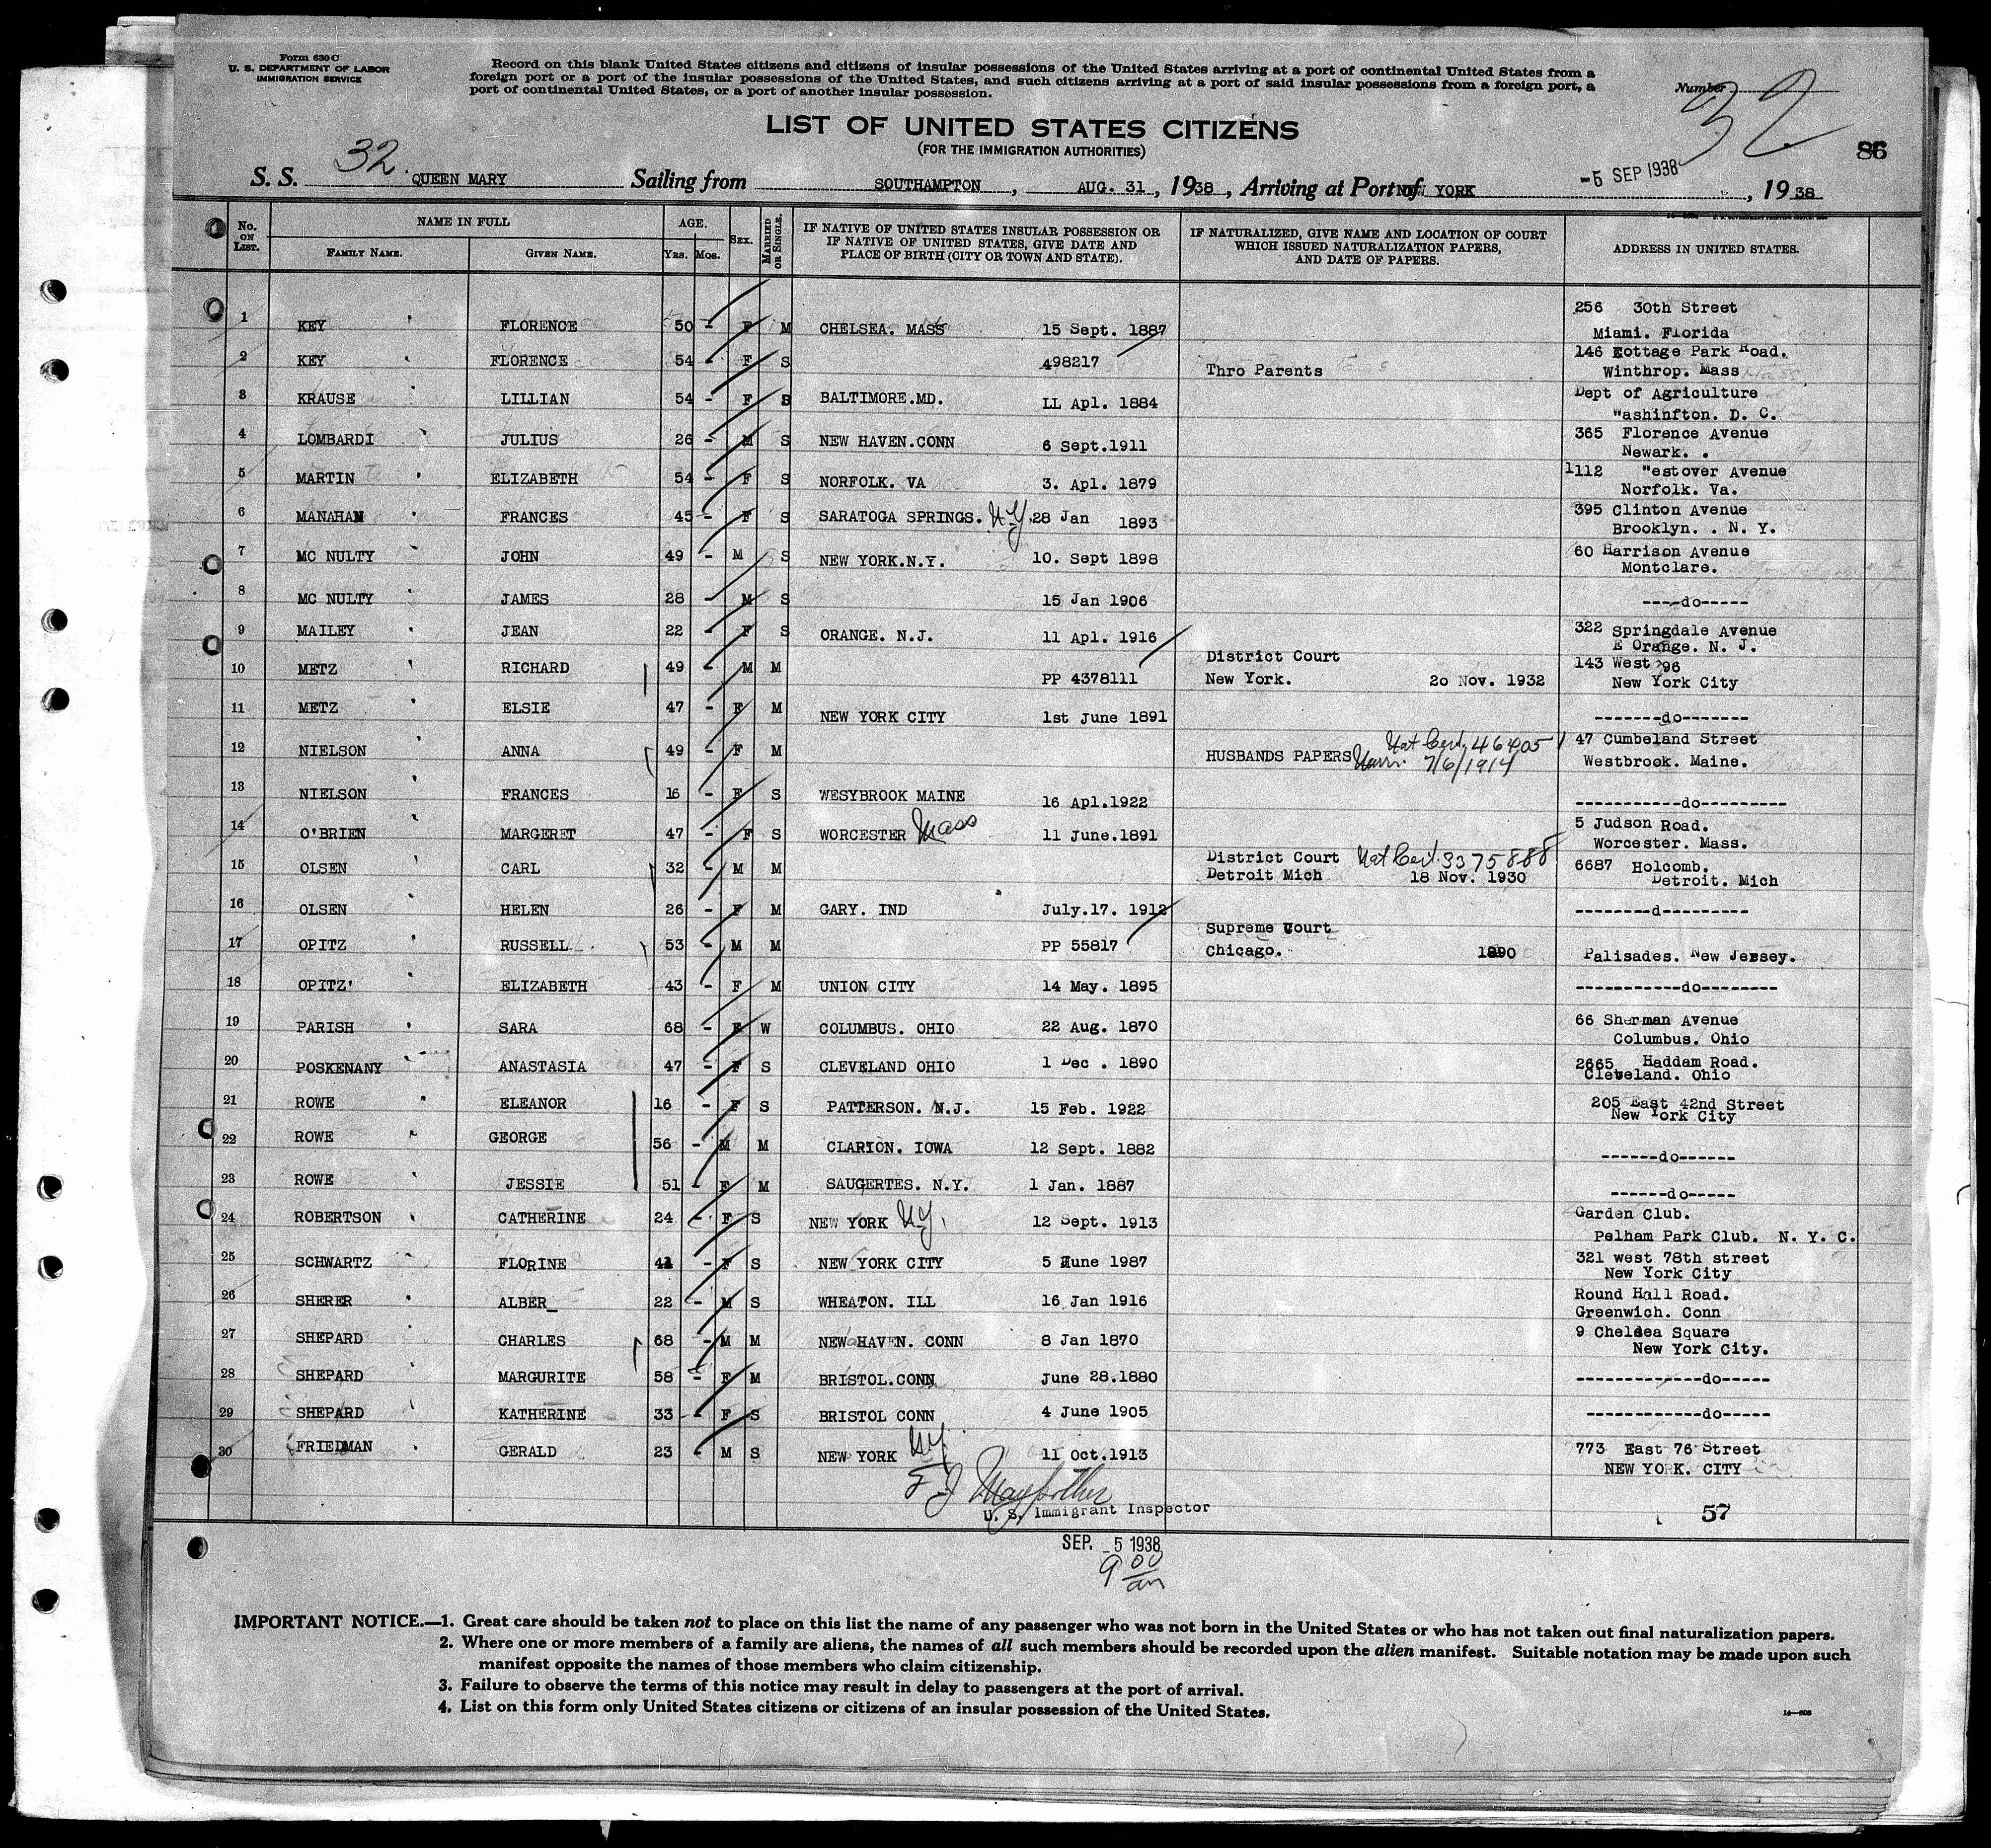 Form 630 C
U. S. DEPARTMENT OF LABOR
IMMIGRATION SERVICE
Record on this blank United States citizens and citizens of insular possessions of the United States arriving at a port of continental United States from a
foreign port or a port of the insular possessions of the United States, and such citizens arriving at a port of said insular possessions from a foreign port, a
port of continental United States, or a port of another insular possession.
Number 32
86
LIST OF UNITED STATES CITIZENS
(FOR THE IMMIGRATION AUTHORITIES)
32.
-5 SEP 1938
S. S. QUEEN MARY Sailing from SOUTHAMPTON, AUG. 31, 1938, Arriving at Port of NEW YORK, 1938
No. ON LIST. NAME IN FULL FAMILY NAME. GIVEN NAME. AGE. YRS. MOS. SEX. MARRIED OR SINGLE. IF NATIVE OF UNITED STATES INSULAR POSSESSION OR IF NATIVE OF UNITED STATES, GIVE DATE AND PLACE OF BIRTH (CITY OR TOWN AND STATE). IF NATURALIZED, GIVE NAME AND LOCATION OF COURT WHICH ISSUED NATURALIZATION PAPERS, AND DATE OF PAPERS. ADDRESS IN UNITED STATES.
1 KEY FLORENCE 50 - F M CHELSEA. MASS 15 Sept. 1887 256 30th Street
Miami. Florida
2 KEY FLORENCE 54 - F S 498217 Thro Parents 146 Cottage Park Road.
Winthrop. Mass
3 KRAUSE LILLIAN 54 - F S BALTIMORE.MD. LL Apl. 1884 Dept of Agriculture
"ashinfton. D. C.
4 LOMBARDI JULIUS 26 - M S NEW HAVEN.CONN 6 Sept.1911 365 Florence Avenue
Newark. .
5 MARTIN ELIZABETH 54 - F S NORFOLK. VA 3. Apl. 1879 1112 "estover Avenue
Norfolk. Va.
6 MANAHAN FRANCES 45 - F S SARATOGA SPRINGS. N.Y. 28 Jan 1893 395 Clinton Avenue
Brooklyn. . N. Y.
7 MC NULTY JOHN 49 - M S NEW YORK.N.Y. 10. Sept 1898 60 Harrison Avenue
Montclare.
8 MC NULTY JAMES 28 - M S 15 Jan 1906 ----do-----
9 MAILEY JEAN 22 - F S ORANGE. N.J. 11 Apl. 1916 322 Springdale Avenue
E Orange. N. J.
10 METZ RICHARD 49 - M M PP 4378111 District Court
New York. 20 Nov. 1932 143 West 96
New York City
11 METZ ELSIE 47 - F M NEW YORK CITY 1st June 1891 -------do-------
12 NIELSON ANNA 49 - F M HUSBANDS PAPERS Nat Cert. 46405
Marr. 7/6/1914 47 Cumbeland Street
Westbrook. Maine.
13 NIELSON FRANCES 16 - F S WESYBROOK MAINE 16 Apl.1922 -----------do---------
14 O'BRIEN MARGERET 47 - F S WORCESTER Mass 11 June.1891 5 Judson Road.
Worcester. Mass.
15 OLSEN CARL 32 - M M District Court Nat Cert. 3375888
Detroit Mich 18 Nov. 1930 6687 Holcomb.
Detroit. Mich
16 OLSEN HELEN 26 - F M GARY. IND July.17. 1912 --------d---------
17 OPITZ RUSSELL 53 - M M PP 55817 Supreme Court
Chicago. 1890 Palisades. New Jersey.
18 OPITZ' ELIZABETH 43 - F M UNION CITY 14 May. 1895 -----------do--------
19 PARISH SARA 68 - F W COLUMBUS. OHIO 22 Aug. 1870 66 Sherman Avenue
Columbus. Ohio
20 POSKENANY ANASTASIA 47 - F S CLEVELAND OHIO 1 Dec . 1890 2665 Haddam Road.
Cleveland. Ohio
21 ROWE ELEANOR 16 - F S PATTERSON. N.J. 15 Feb. 1922 205 East 42nd Street
New York City
22 ROWE GEORGE 56 - M M CLARION. IOWA 12 Sept. 1882 ------do------
23 ROWE JESSIE 51 - F M SAUGERTES. N.Y. 1 Jan. 1887 ------do-----
24 ROBERTSON CATHERINE 24 - F S NEW YORK N.Y. 12 Sept. 1913 Garden Club.
Pelham Park Club. N. Y. C.
25 SCHWARTZ FLORINE 41 - F S NEW YORK CITY 5 June 1987 321 west 78th street
New York City
26 SHERER ALBER_ 22 - M S WHEATON. ILL 16 Jan 1916 Round Hall Road.
Greenwich. Conn
27 SHEPARD CHARLES 68 - M M NEW HAVEN. CONN 8 Jan 1870 9 Chelsea Square
New York City.
28 SHEPARD MARGURITE 58 - F M BRISTOL.CONN June 28.1880 ------------do-----
29 SHEPARD KATHERINE 33 - F S BRISTOL CONN 4 June 1905 ------------do-----
30 FRIEDMAN GERALD 23 - M S NEW YORK N.Y. 11 Oct.1913 773 East 76 Street
NEW YORK. CITY
U. S. Immigrant Inspector
57
SEP. 5 1938
9 00 am
IMPORTANT NOTICE.—1. Great care should be taken not to place on this list the name of any passenger who was not born in the United States or who has not taken out final naturalization papers.
2. Where one or more members of a family are aliens, the names of all such members should be recorded upon the alien manifest. Suitable notation may be made upon such
manifest opposite the names of those members who claim citizenship.
3. Failure to observe the terms of this notice may result in delay to passengers at the port of arrival.
4. List on this form only United States citizens or citizens of an insular possession of the United States.
14—608